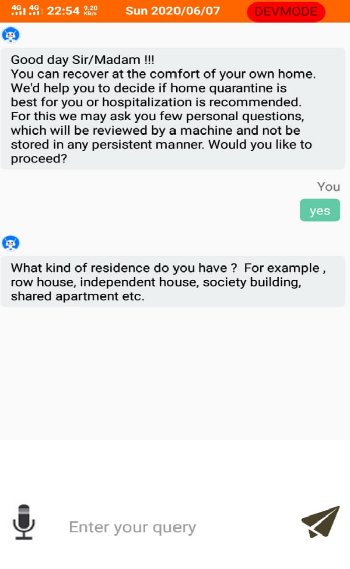 4G 4G 22:54 9.20 KB/s Sun 2020/06/07 DEVMODE
Good day Sir/Madam !!!
You can recover at the comfort of your own home.
We'd help you to decide if home quarantine is
best for you or hospitalization is recommended.
For this we may ask you few personal questions,
which will be reviewed by a machine and not be
stored in any persistent manner. Would you like to
proceed?
You
yes
What kind of residence do you have ? For example ,
row house, independent house, society building,
shared apartment etc.
Enter your query